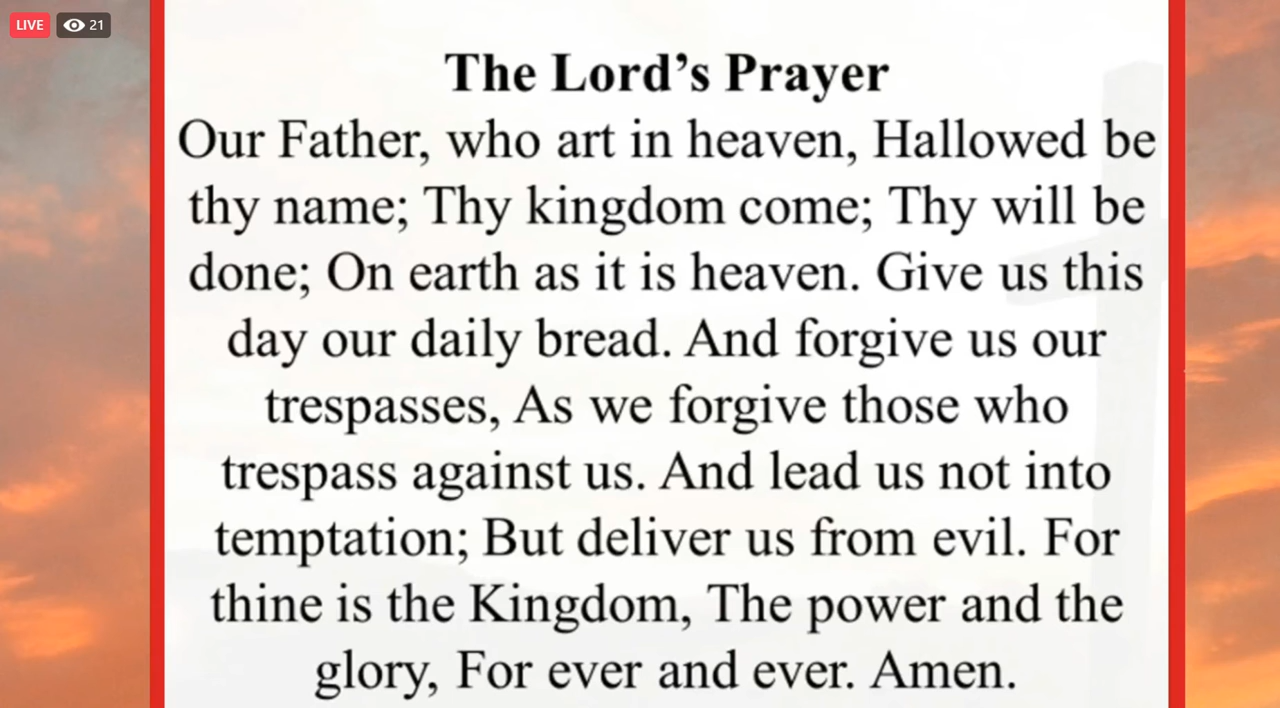 LIVE 21
The Lord’s Prayer
Our Father, who art in heaven, Hallowed be
thy name; Thy kingdom come; Thy will be
done; On earth as it is heaven. Give us this
day our daily bread. And forgive us our
trespasses, As we forgive those who
trespass against us. And lead us not into
temptation; But deliver us from evil. For
thine is the Kingdom, The power and the
glory, For ever and ever. Amen.